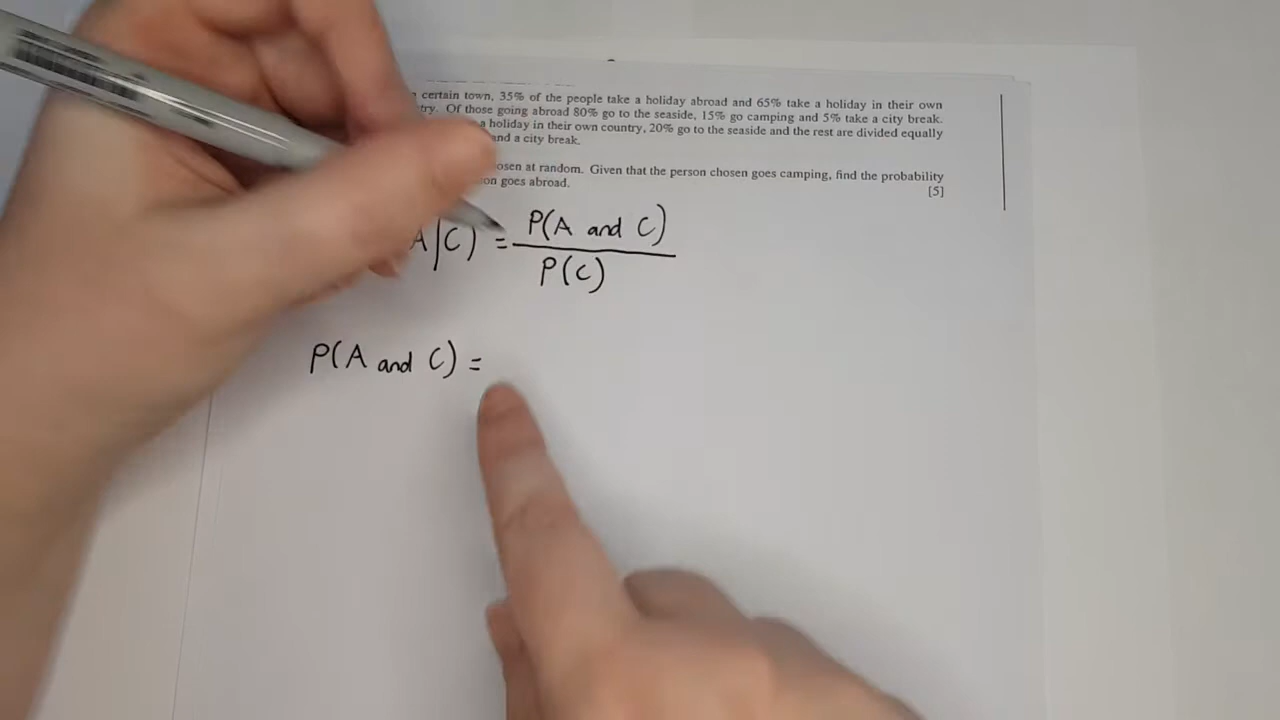 certain town, 35% of the people take a holiday abroad and 65% take a holiday in their own
try. Of those going abroad 80% go to the seaside, 15% go camping and 5% take a city break.
a holiday in their own country, 20% go to the seaside and the rest are divided equally
and a city break.
osen at random. Given that the person chosen goes camping, find the probability
on goes abroad. [5]
A|C) = P(A and C)
P(C)
P(A and C) =